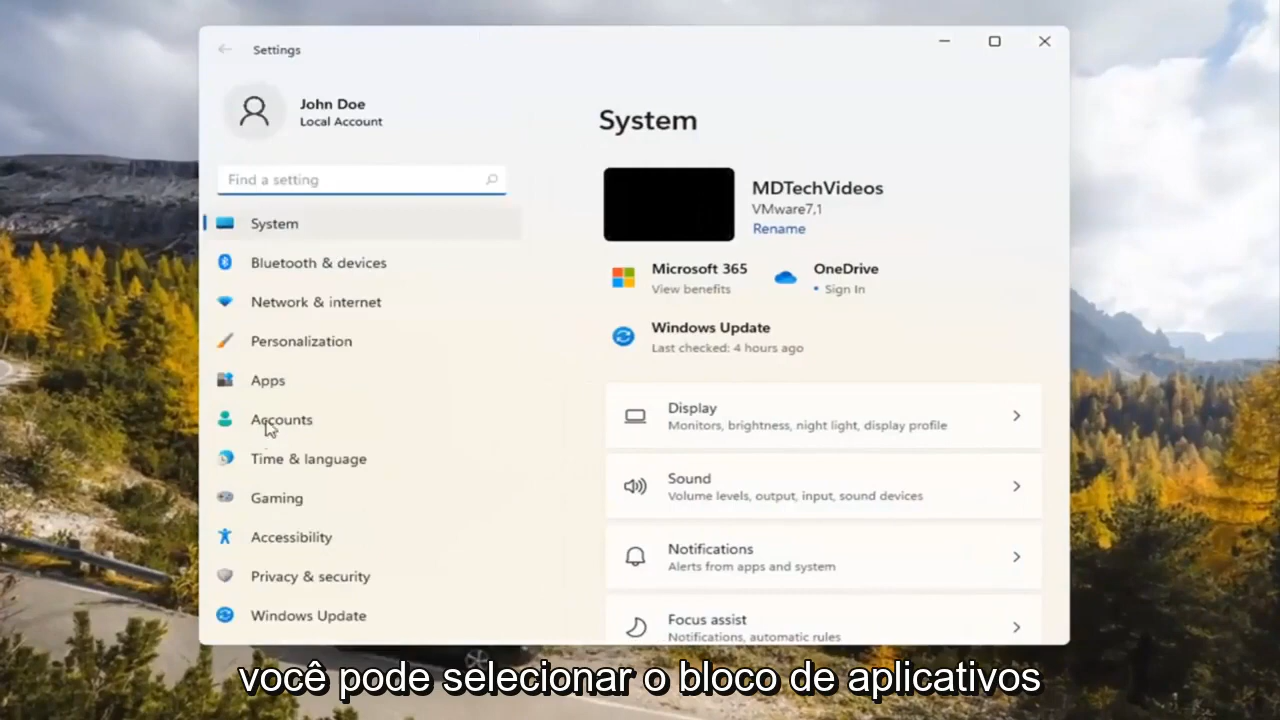 Settings
John Doe
Local Account
Find a setting
System
Bluetooth & devices
Network & internet
Personalization
Apps
Accounts
Time & language
Gaming
Accessibility
Privacy & security
Windows Update
System
MDTechVideos
VMware7,1
Rename
Microsoft 365
View benefits
OneDrive
• Sign In
Windows Update
Last checked: 4 hours ago
Display
Monitors, brightness, night light, display profile
Sound
Volume levels, output, input, sound devices
Notifications
Alerts from apps and system
Focus assist
Notifications, automatic rules
você pode selecionar o bloco de aplicativos